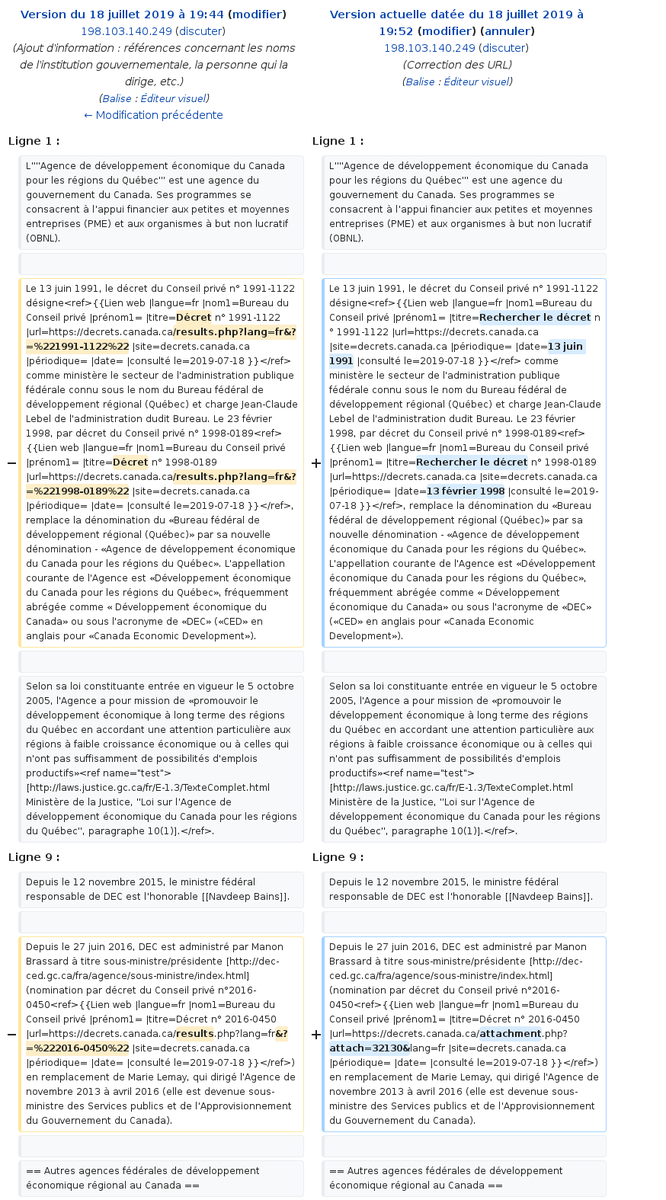 Version du 18 juillet 2019 à 19:44 (modifier)
198.103.140.249 (discuter)
(Ajout d'information : références concernant les noms
de l'institution gouvernementale, la personne qui la
dirige, etc.)
(Balise : Éditeur visuel)
← Modification précédente
Version actuelle datée du 18 juillet 2019 à
19:52 (modifier) (annuler)
198.103.140.249 (discuter)
(Correction des URL)
(Balise : Éditeur visuel)
Ligne 1 :
Ligne 1 :
L'""Agence de développement économique du Canada
pour les régions du Québec''' est une agence du
gouvernement du Canada. Ses programmes se
consacrent à l'appui financier aux petites et moyennes
entreprises (PME) et aux organismes à but non lucratif
(OBNL).
L'""Agence de développement économique du Canada
pour les régions du Québec''' est une agence du
gouvernement du Canada. Ses programmes se
consacrent à l'appui financier aux petites et moyennes
entreprises (PME) et aux organismes à but non lucratif
(OBNL).
−
Le 13 juin 1991, le décret du Conseil privé n° 1991-1122
désigne<ref>{{Lien web |langue=fr |nom1=Bureau du
Conseil privé |prénom1= |titre=Décret n° 1991-1122
|url=https://decrets.canada.ca/results.php?lang=fr&?
=%221991-1122%22 |site=decrets.canada.ca
|périodique= |date= |consulté le=2019-07-18 }}</ref>
comme ministère le secteur de l'administration publique
fédérale connu sous le nom du Bureau fédéral de
développement régional (Québec) et charge Jean-Claude
Lebel de l'administration dudit Bureau. Le 23 février
1998, par décret du Conseil privé n° 1998-0189<ref>
{{Lien web |langue=fr |nom1=Bureau du Conseil privé
|prénom1= |titre=Décret n° 1998-0189
|url=https://decrets.canada.ca/results.php?lang=fr&?
=%221998-0189%22 |site=decrets.canada.ca
|périodique= |date= |consulté le=2019-07-18 }}</ref>,
remplace la dénomination du «Bureau fédéral de
développement régional (Québec)» par sa nouvelle
dénomination - «Agence de développement économique
du Canada pour les régions du Québec». L'appellation
courante de l'Agence est «Développement économique
du Canada pour les régions du Québec», fréquemment
abrégée comme « Développement économique du
Canada» ou sous l'acronyme de «DEC» («CED» en
anglais pour «Canada Economic Development»).
+
Le 13 juin 1991, le décret du Conseil privé n° 1991-1122
désigne<ref>{{Lien web |langue=fr |nom1=Bureau du
Conseil privé |prénom1= |titre=Rechercher le décret n
° 1991-1122 |url=https://decrets.canada.ca
|site=decrets.canada.ca |périodique= |date=13 juin
1991 |consulté le=2019-07-18 }}</ref> comme
ministère le secteur de l'administration publique
fédérale connu sous le nom du Bureau fédéral de
développement régional (Québec) et charge Jean-Claude
Lebel de l'administration dudit Bureau. Le 23 février
1998, par décret du Conseil privé n° 1998-0189<ref>
{{Lien web |langue=fr |nom1=Bureau du Conseil privé
|prénom1= |titre=Rechercher le décret n° 1998-0189
|url=https://decrets.canada.ca |site=decrets.canada.ca
|périodique= |date=13 février 1998 |consulté le=2019-
07-18 }}</ref>, remplace la dénomination du «Bureau
fédéral de développement régional (Québec)» par sa
nouvelle dénomination - «Agence de développement
économique du Canada pour les régions du Québec».
L'appellation courante de l'Agence est «Développement
économique du Canada pour les régions du Québec»,
fréquemment abrégée comme « Développement
économique du Canada» ou sous l'acronyme de «DEC»
(«CED» en anglais pour «Canada Economic
Development»).
Selon sa loi constituante entrée en vigueur le 5 octobre
2005, l'Agence a pour mission de «promouvoir le
développement économique à long terme des régions
du Québec en accordant une attention particulière aux
régions à faible croissance économique ou à celles qui
n'ont pas suffisamment de possibilités d'emplois
productifs»<ref name="test">
[http://laws.justice.gc.ca/fr/E-1.3/TexteComplet.html
Ministère de la Justice, "Loi sur l'Agence de
développement économique du Canada pour les régions
du Québec", paragraphe 10(1)].</ref>.
Selon sa loi constituante entrée en vigueur le 5 octobre
2005, l'Agence a pour mission de «promouvoir le
développement économique à long terme des régions
du Québec en accordant une attention particulière aux
régions à faible croissance économique ou à celles qui
n'ont pas suffisamment de possibilités d'emplois
productifs»<ref name="test">
[http://laws.justice.gc.ca/fr/E-1.3/TexteComplet.html
Ministère de la Justice, "Loi sur l'Agence de
développement économique du Canada pour les régions
du Québec", paragraphe 10(1)].</ref>.
Ligne 9 :
Ligne 9 :
Depuis le 12 novembre 2015, le ministre fédéral
responsable de DEC est l'honorable [[Navdeep Bains]].
Depuis le 12 novembre 2015, le ministre fédéral
responsable de DEC est l'honorable [[Navdeep Bains]].
−
Depuis le 27 juin 2016, DEC est administré par Manon
Brassard à titre sous-ministre/présidente [http://dec-
ced.gc.ca/fra/agence/sous-ministre/index.html]
(nomination par décret du Conseil privé n°2016-
0450<ref>{{Lien web |langue=fr |nom1=Bureau du
Conseil privé |prénom1= |titre=Décret n° 2016-0450
|url=https://decrets.canada.ca/results.php?lang=fr&?
=%222016-0450%22 |site=decrets.canada.ca
|périodique= |date= |consulté le=2019-07-18 }}</ref>)
en remplacement de Marie Lemay, qui dirigé l'Agence de
novembre 2013 à avril 2016 (elle est devenue sous-
ministre des Services publics et de l'Approvisionnement
du Gouvernement du Canada).
+
Depuis le 27 juin 2016, DEC est administré par Manon
Brassard à titre sous-ministre/présidente [http://dec-
ced.gc.ca/fra/agence/sous-ministre/index.html]
(nomination par décret du Conseil privé n°2016-
0450<ref>{{Lien web |langue=fr |nom1=Bureau du
Conseil privé |prénom1= |titre=Décret n° 2016-0450
|url=https://decrets.canada.ca/attachment.php?
attach=32130&lang=fr |site=decrets.canada.ca
|périodique= |date= |consulté le=2019-07-18 }}</ref>)
en remplacement de Marie Lemay, qui dirigé l'Agence de
novembre 2013 à avril 2016 (elle est devenue sous-
ministre des Services publics et de l'Approvisionnement
du Gouvernement du Canada).
== Autres agences fédérales de développement
économique régional au Canada ==
== Autres agences fédérales de développement
économique régional au Canada ==